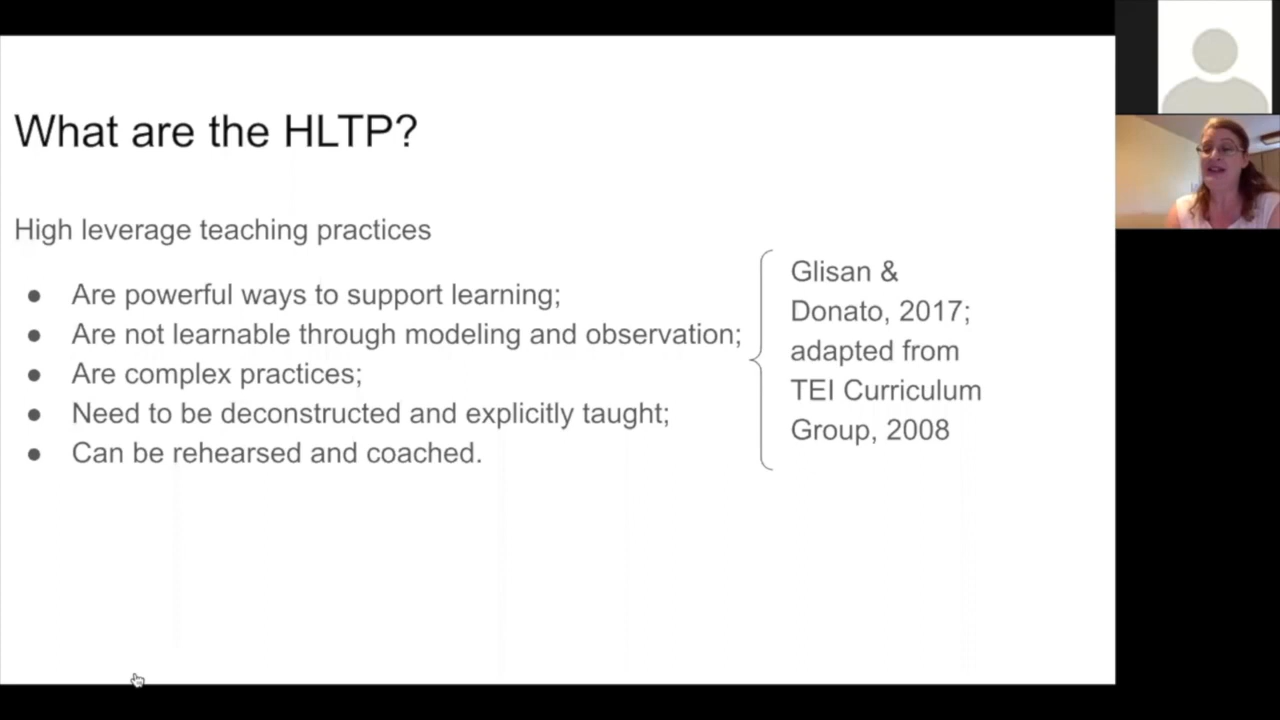 What are the HLTP?
High leverage teaching practices
● Are powerful ways to support learning;
● Are not learnable through modeling and observation;
● Are complex practices;
● Need to be deconstructed and explicitly taught;
● Can be rehearsed and coached.
Glisan &
Donato, 2017;
adapted from
TEI Curriculum
Group, 2008